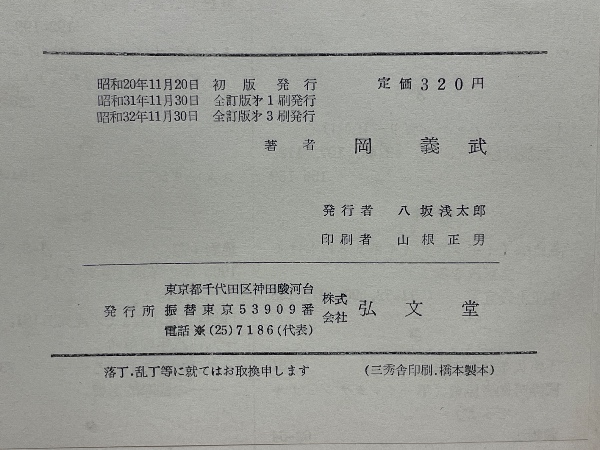 昭和20年11月20日 初版発行 定価320円
昭和31年11月30日 全訂版㐧1刷発行
昭和32年11月30日 全訂版㐧3刷発行
著者 岡義武
発行者 八坂浅太郎
印刷者 山根正男
発行所 東京都千代田区神田駿河台
振替東京53909番
電話※(25)7186(代表)
株式会社 弘文堂
落丁.乱丁等に就てはお取換申します (三秀舎印刷.橋本製本)